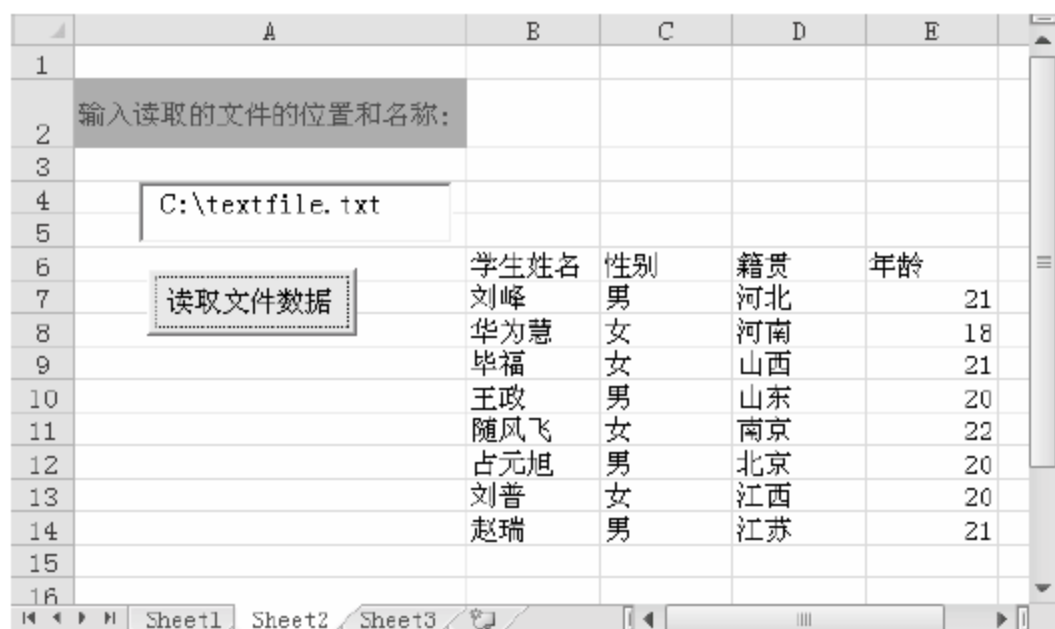 A B C D E
1
2 输入读取的文件的位置和名称:
3
4 C:\textfile.txt
5
6 学生姓名 性别 籍贯 年龄
7 读取文件数据 刘峰 男 河北 21
8 华为慧 女 河南 18
9 毕福 女 山西 21
10 王政 男 山东 20
11 随风飞 女 南京 22
12 占元旭 男 北京 20
13 刘普 女 江西 20
14 赵瑞 男 江苏 21
15
16
Sheet1 Sheet2 Sheet3